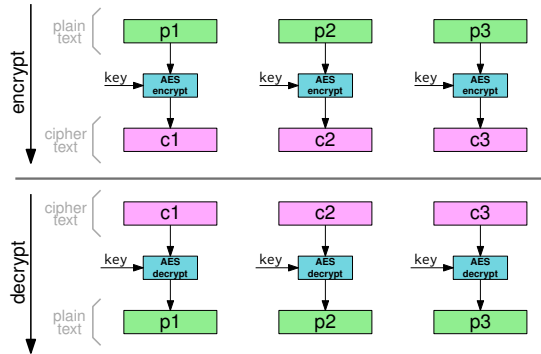 encrypt
plain
text
p1
p2
p3
key
AES
encrypt
key
AES
encrypt
key
AES
encrypt
cipher
text
c1
c2
c3
decrypt
cipher
text
c1
c2
c3
key
AES
decrypt
key
AES
decrypt
key
AES
decrypt
plain
text
p1
p2
p3